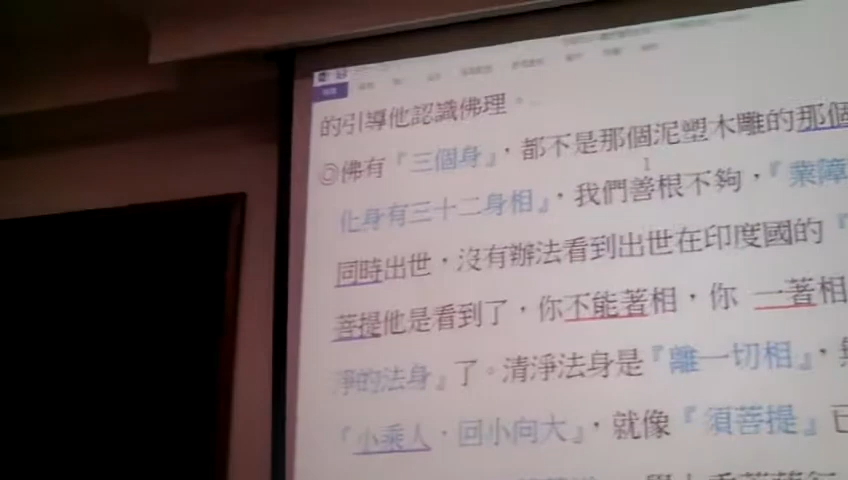 的引導他認識佛理。
◎佛有『三個身』，都不是那個泥塑木雕的那個
化身有三十二身相』，我們善根不夠，『業障
同時出世，沒有辦法看到出世在印度國的『
菩提他是看到了，你不能著相，你 一著相
淨的法身』了。清淨法身是『離一切相』，
「小乘人，回小向大』，就像『須菩提』已